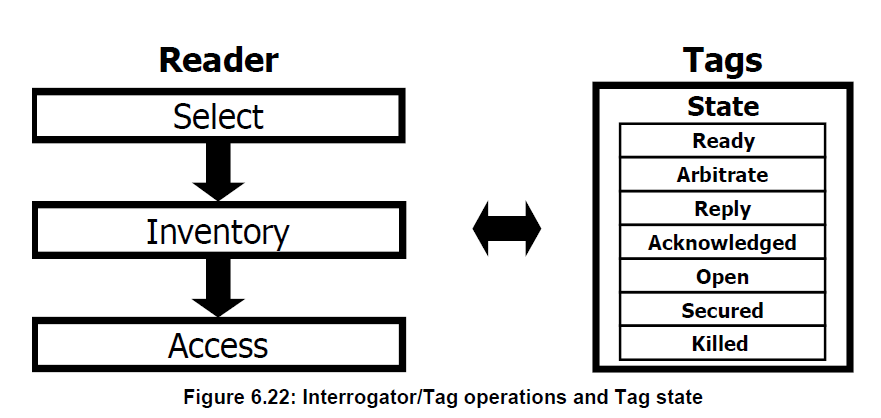 Reader
Select
Inventory
Access
Tags
State
Ready
Arbitrate
Reply
Acknowledged
Open
Secured
Killed
Figure 6.22: Interrogator/Tag operations and Tag state